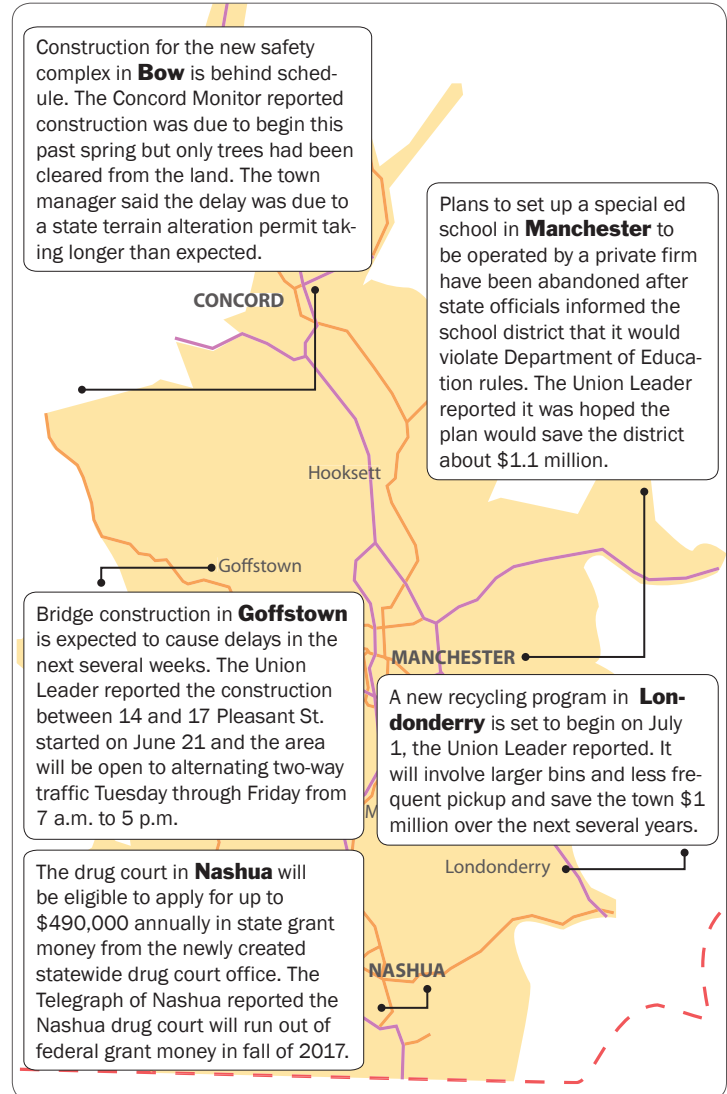 Construction for the new safety
complex in Bow is behind sched-
ule. The Concord Monitor reported
construction was due to begin this
past spring but only trees had been
cleared from the land. The town
manager said the delay was due to
a state terrain alteration permit tak-
ing longer than expected.
Plans to set up a special ed
school in Manchester to
be operated by a private firm
have been abandoned after
state officials informed the
school district that it would
violate Department of Educa-
tion rules. The Union Leader
reported it was hoped the
plan would save the district
about $1.1 million.
CONCORD
Hooksett
Goffstown
Bridge construction in Goffstown
is expected to cause delays in the
next several weeks. The Union
Leader reported the construction
between 14 and 17 Pleasant St.
started on June 21 and the area
will be open to alternating two-way
traffic Tuesday through Friday from
7 a.m. to 5 p.m.
MANCHESTER
A new recycling program in Lon-
donderry is set to begin on July
1, the Union Leader reported. It
will involve larger bins and less fre-
quent pickup and save the town $1
million over the next several years.
M
Londonderry
The drug court in Nashua will
be eligible to apply for up to
$490,000 annually in state grant
money from the newly created
statewide drug court office. The
Telegraph of Nashua reported the
Nashua drug court will run out of
federal grant money in fall of 2017.
NASHUA